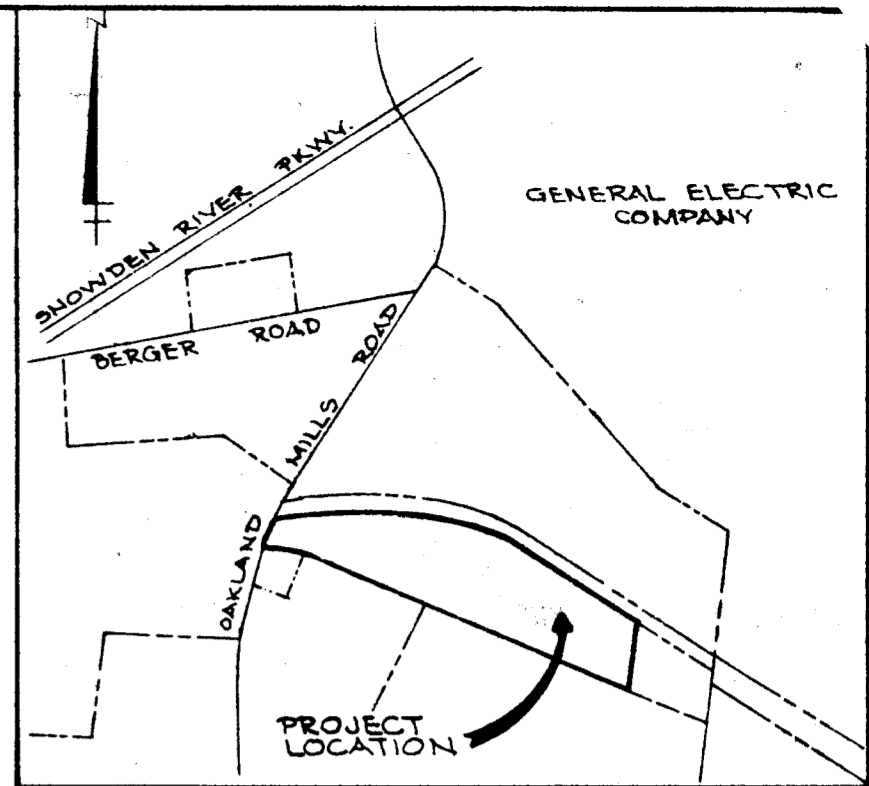 SNOWDEN RIVER PKWY.
GENERAL ELECTRIC
COMPANY
BERGER ROAD
OAKLAND MILLS ROAD
PROJECT
LOCATION